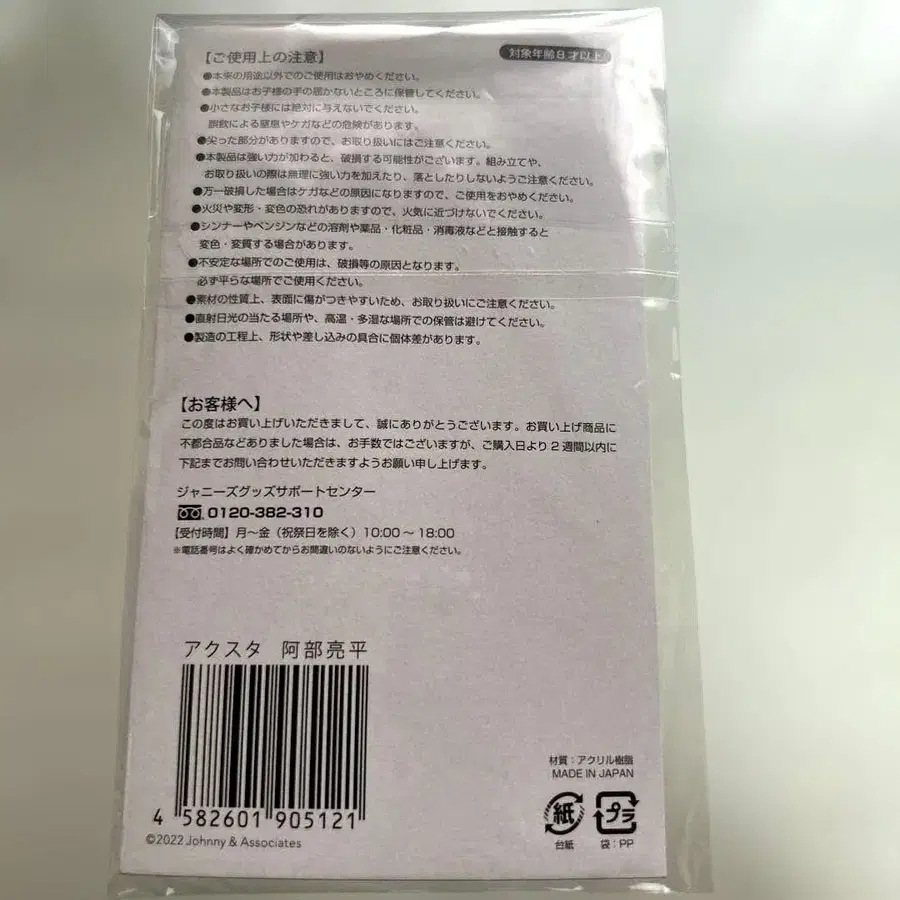 【ご使用上の注意】
対象年齢8才以上
●本来の用途以外でのご使用はおやめください。
●本製品はお子様の手の届かないところに保管してください。
●小さなお子様には絶対に与えないでください。
誤飲による窒息やケガなどの危険があります。
●尖った部分がありますので、お取り扱いにはご注意ください。
●本製品は強い力が加わると、破損する可能性がございます。組み立てや、
お取り扱いの際は無理に強い力を加えたり、落としたりしないようご注意ください。
●万一破損した場合はケガなどの原因になりますので、ご使用をおやめください。
●火災や変形・変色の恐れがありますので、火気に近づけないでください。
●シンナーやベンジンなどの溶剤や薬品・化粧品・消毒液などと接触すると
変色・変質する場合があります。
●不安定な場所でのご使用は、破損等の原因となります。
必ず平らな場所でご使用ください。
●素材の性質上、表面に傷がつきやすいため、お取り扱いにご注意ください。
●直射日光の当たる場所や、高温・多湿な場所での保管は避けてください。
●製造の工程上、形状や差し込みの具合に個体差があります。
【お客様へ】
この度はお買い上げいただきまして、誠にありがとうございます。お買い上げ商品に
不都合品などありました場合は、お手数ではございますが、ご購入日より2週間以内に
下記までお問い合わせいただきますようお願い申し上げます。
ジャニーズグッズサポートセンター
0120-382-310
【受付時間】月～金（祝祭日を除く）10:00～18:00
※電話番号はよく確かめてからお間違いのないようにご注意ください。
アクスタ 阿部亮平
4 582601 905121
©2022 Johnny & Associates
材質：アクリル樹脂
MADE IN JAPAN
紙
プラ
台紙
袋：PP